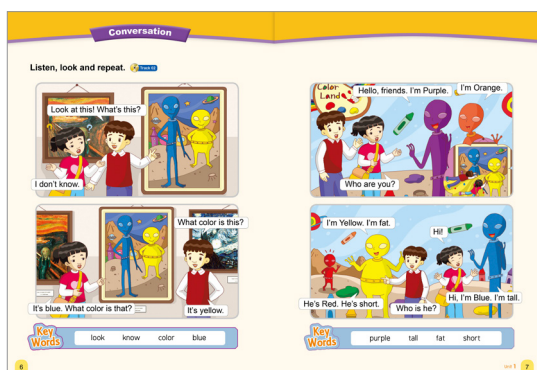 Conversation
Listen, look and repeat.
Look at this! What's this?
I don't know.
What color is this?
It's blue. What color is that?
It's yellow.
Key Words
look know color blue
6
Color Land
Hello, friends. I'm Purple.
I'm Orange.
Who are you?
I'm Yellow. I'm fat.
Hi!
He's Red. He's short.
Who is he?
Hi, I'm Blue. I'm tall.
Key Words
purple tall fat short
1 7